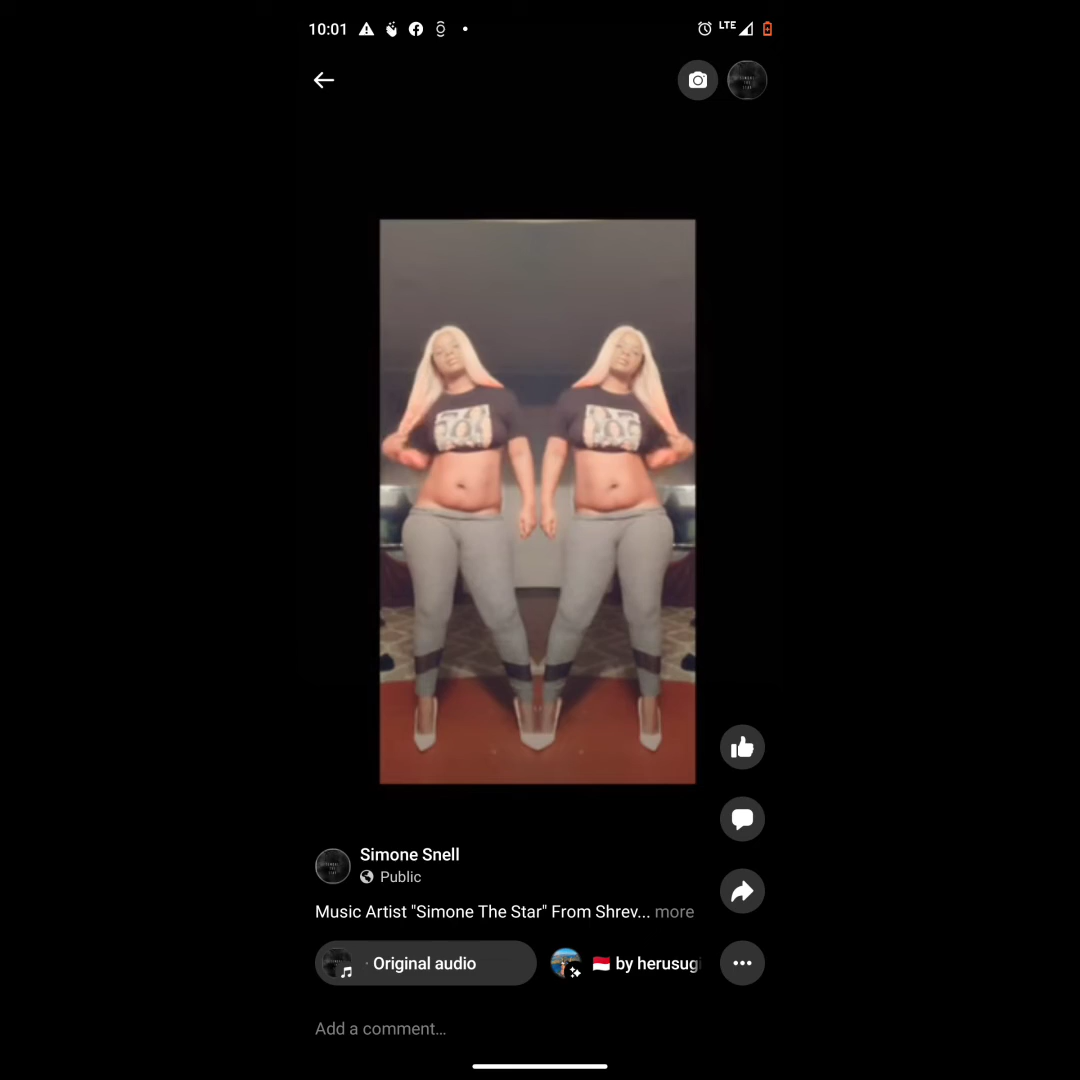 10:01
LTE
Simone Snell
Public
Music Artist "Simone The Star" From Shrev... more
· Original audio
by herusugi
Add a comment...